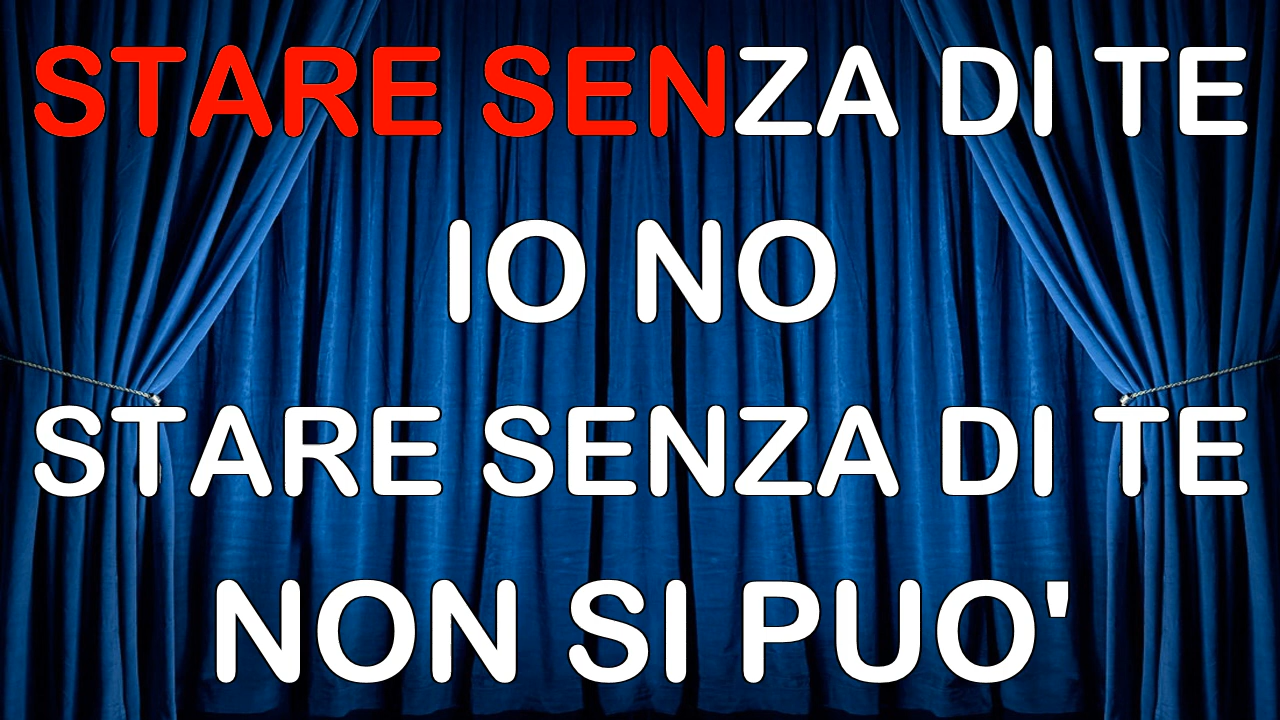 STARE SENZA DI TE
IO NO
STARE SENZA DI TE
NON SI PUO'